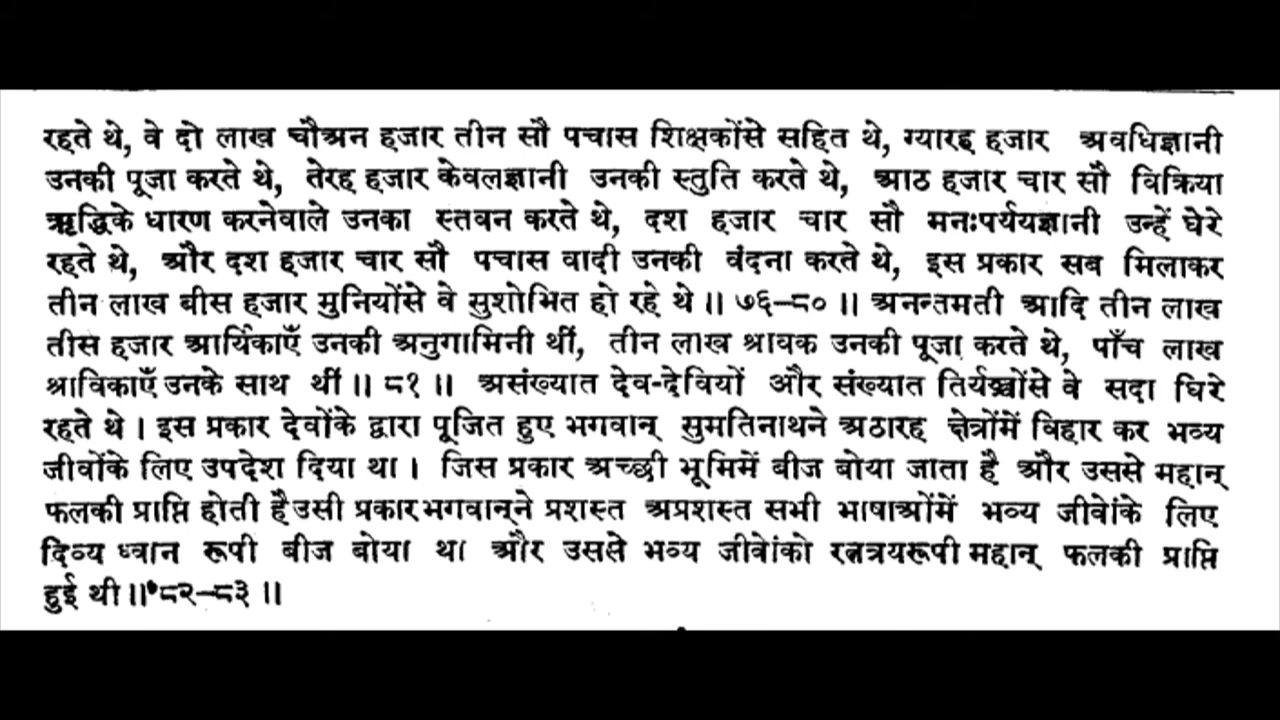 रहते थे, वे दो लाख चौअन हजार तीन सौ पचास शिक्षकोंसे सहित थे, ग्यारह हजार अवधिज्ञानी
उनकी पूजा करते थे, तेरह हजार केवलज्ञानी उनकी स्तुति करते थे, आठ हजार चार सौ विक्रिया
ऋद्धिके धारण करनेवाले उनका स्तवन करते थे, दश हजार चार सौ मनःपर्ययज्ञानी उन्हें घेरे
रहते थे, और दश हजार चार सौ पचास वादी उनकी वंदना करते थे, इस प्रकार सब मिलाकर
तीन लाख बीस हजार मुनियोंसे वे सुशोभित हो रहे थे॥ ७६–८०॥ अनन्तमती आदि तीन लाख
तीस हजार आर्यिकाएँ उनकी अनुगामिनी थीं, तीन लाख श्रावक उनकी पूजा करते थे, पाँच लाख
श्राविकाएँ उनके साथ थीं॥ ८१॥ असंख्यात देव-देवियों और संख्यात तिर्यञ्चोंसे वे सदा घिरे
रहते थे। इस प्रकार देवोंके द्वारा पूजित हुए भगवान् सुमतिनाथने अठारह क्षेत्रोंमें विहार कर भव्य
जीवोंके लिए उपदेश दिया था। जिस प्रकार अच्छी भूमिमें बीज बोया जाता है और उससे महान्
फलकी प्राप्ति होती है उसी प्रकार भगवान्‌ने प्रशस्त अप्रशस्त सभी भाषाओंमें भव्य जीवोंके लिए
दिव्य ध्वान रूपी बीज बोया था और उससे भव्य जीवोंको रत्नत्रयरूपी महान् फलकी प्राप्ति
हुई थी॥ ८२–८३॥